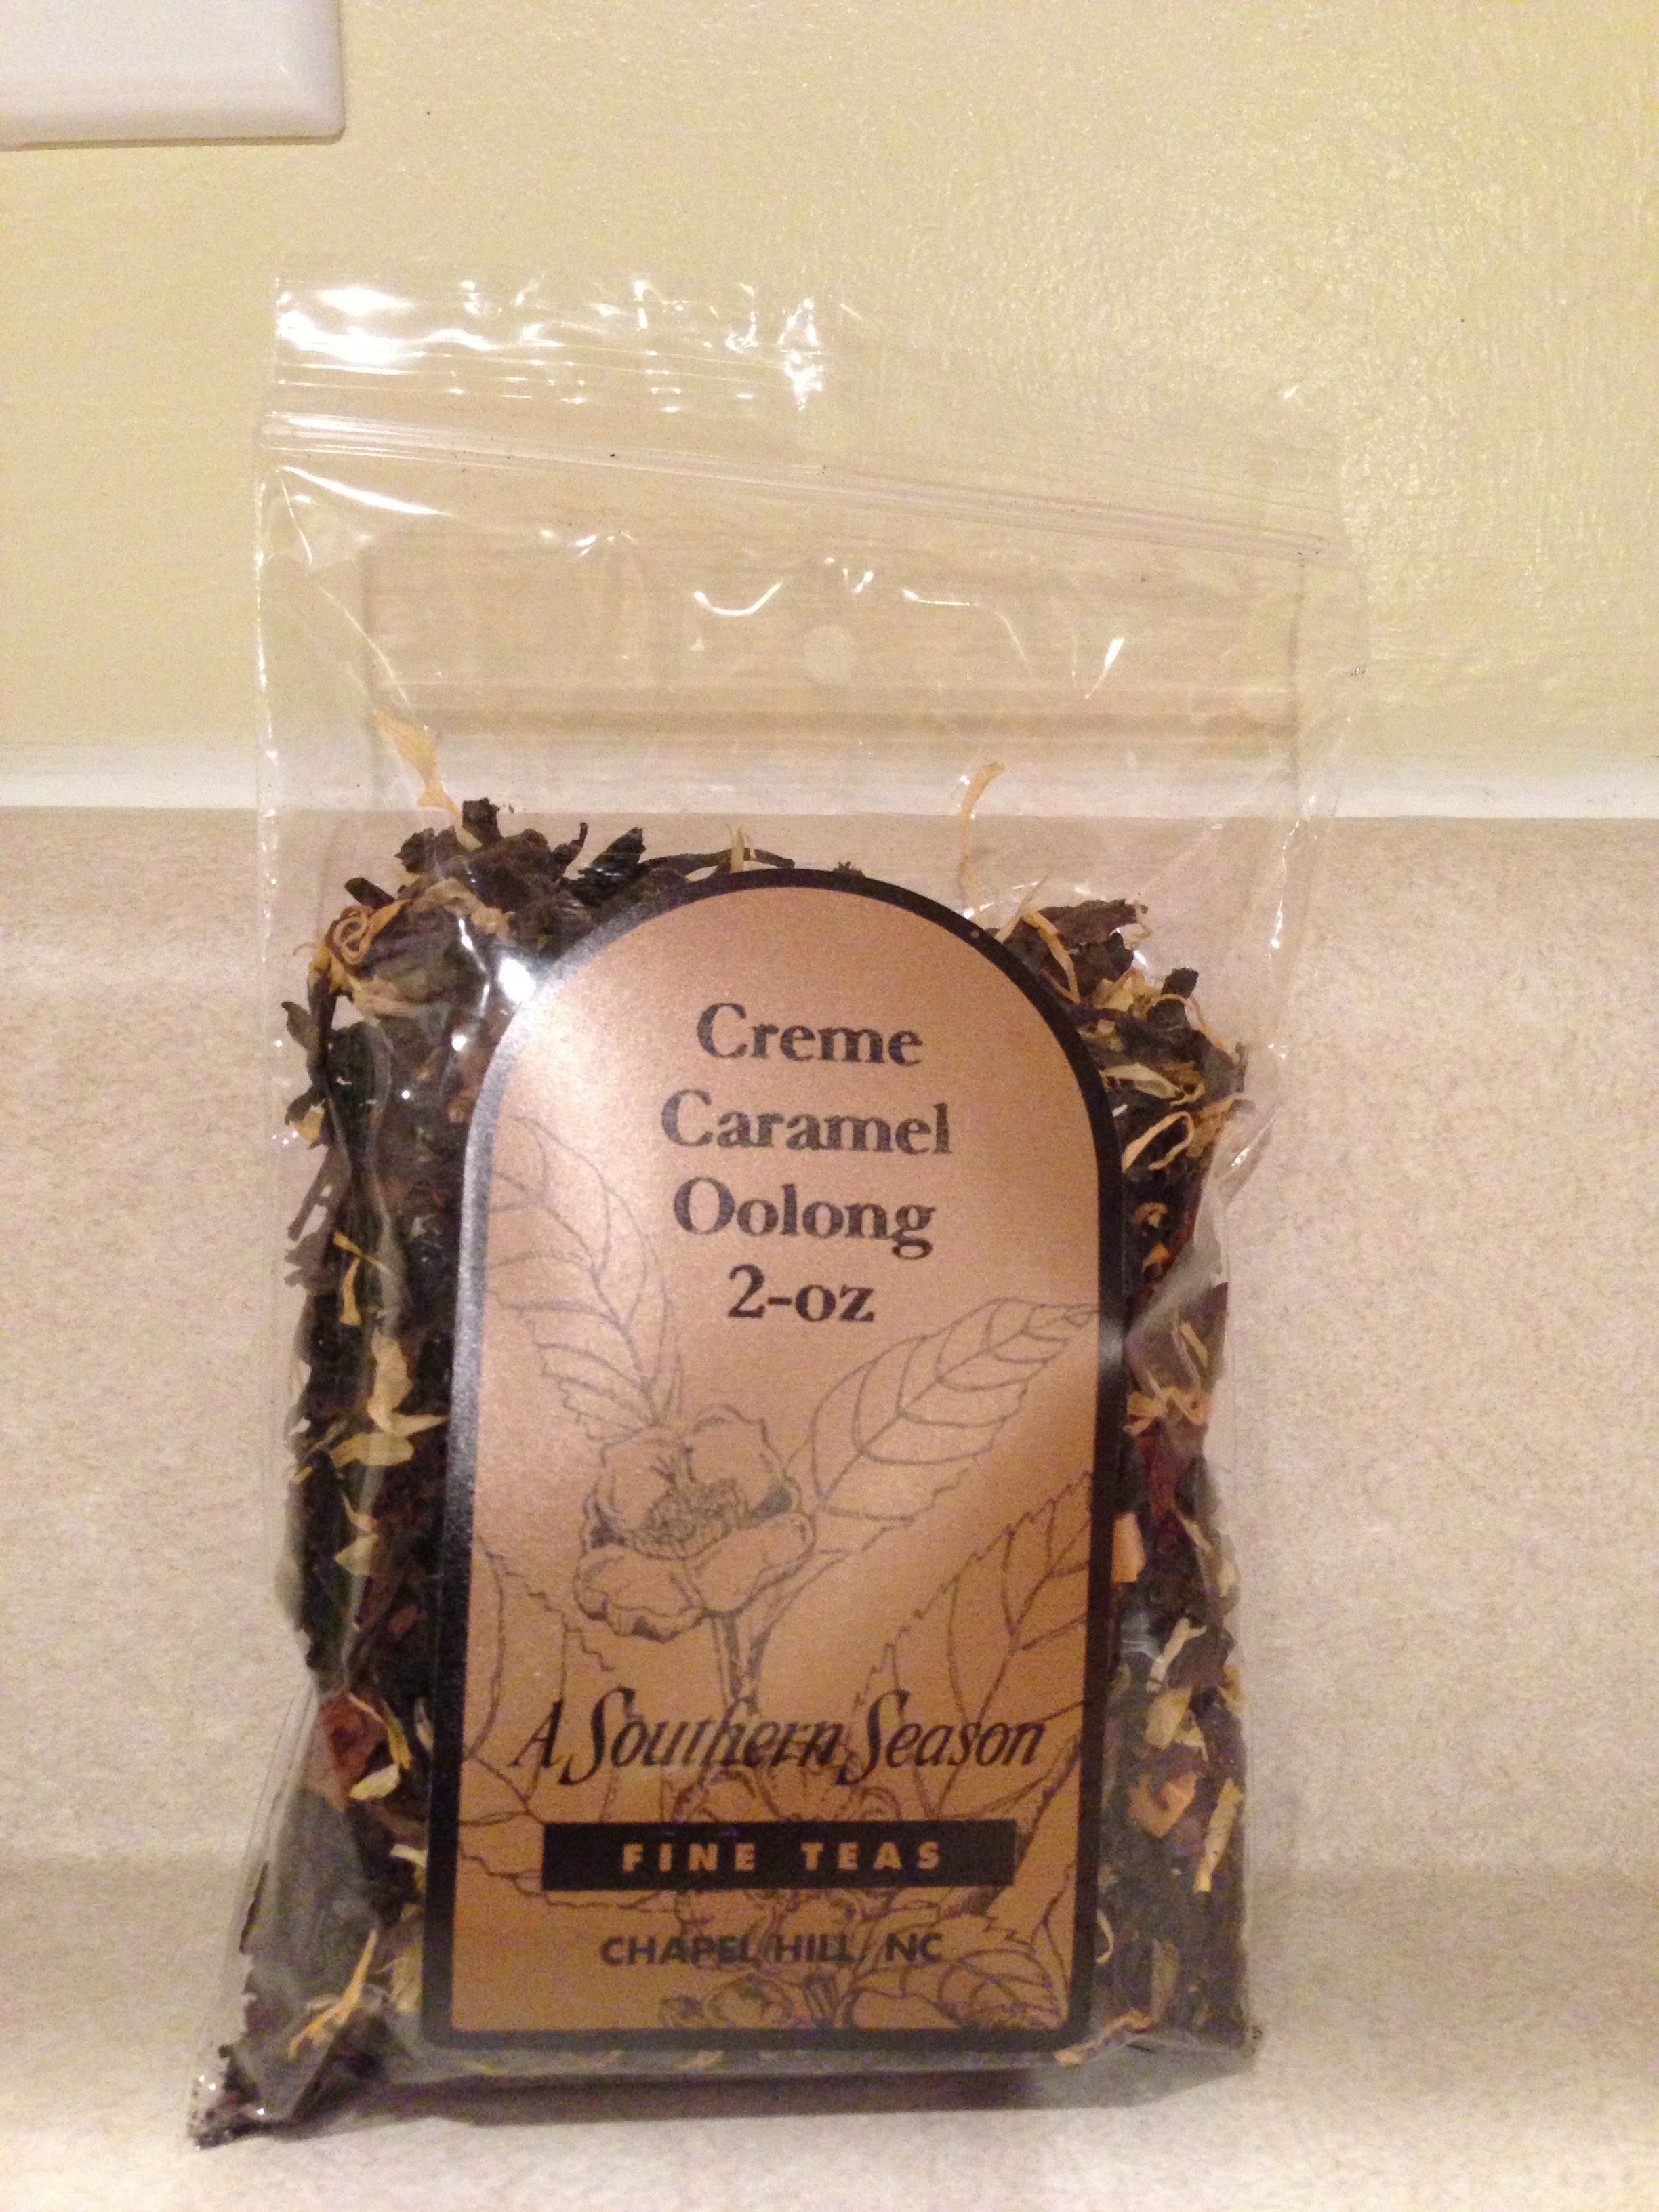 Creme
Caramel
Oolong
2-oz
A Southern Season
FINE TEAS
CHAPEL HILL, NC